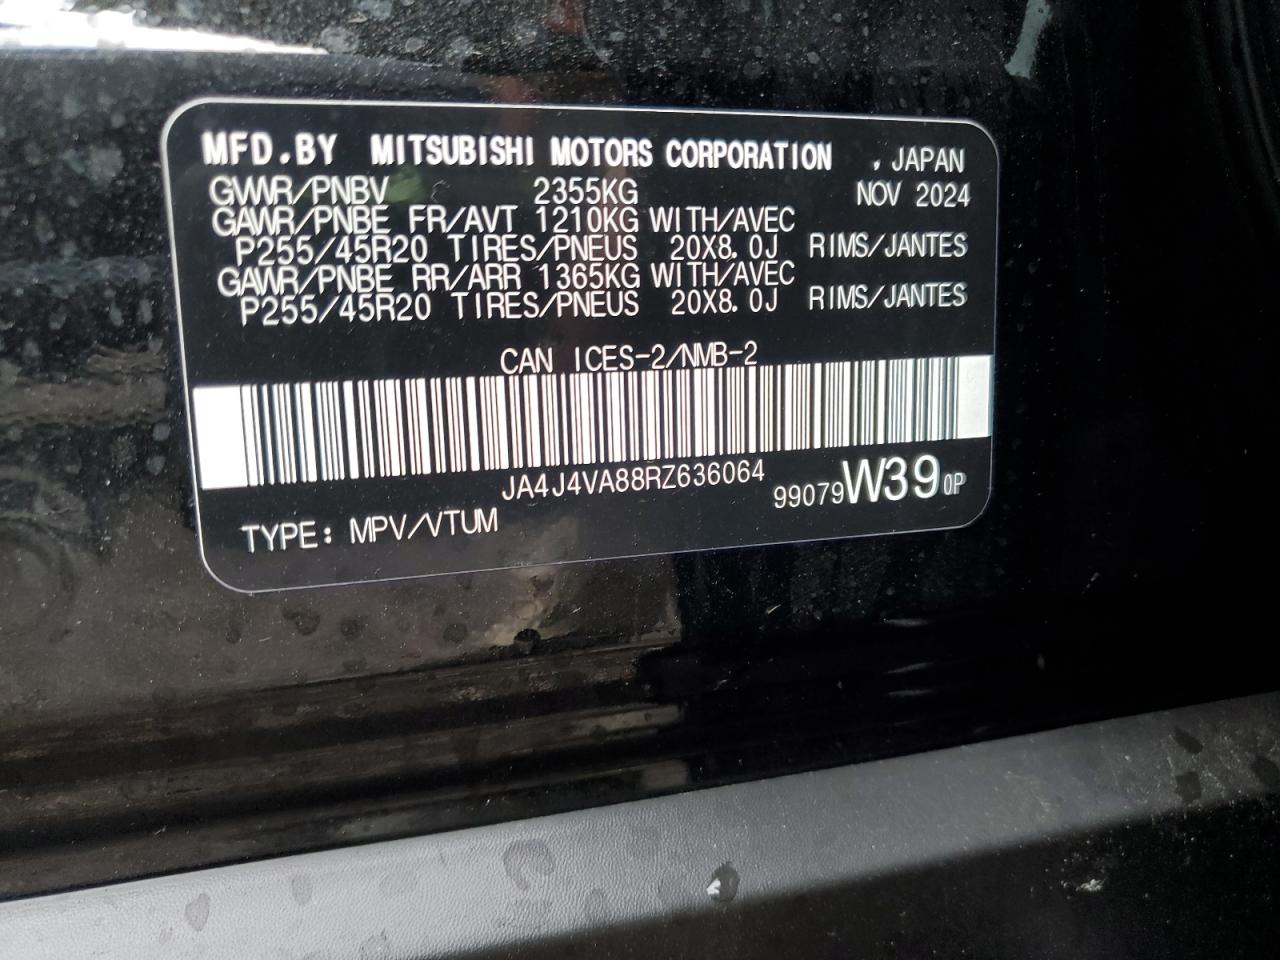 MFD.BY MITSUBISHI MOTORS CORPORATION , JAPAN
GVWR/PNBV 2355KG NOV 2024
GAWR/PNBE FR/AVT 1210KG WITH/AVEC
P255/45R20 TIRES/PNEUS 20X8.0J RIMS/JANTES
GAWR/PNBE RR/ARR 1365KG WITH/AVEC
P255/45R20 TIRES/PNEUS 20X8.0J RIMS/JANTES
CAN ICES-2/NMB-2
JA4J4VA88RZ636064
99079W390P
TYPE: MPV/VTUM